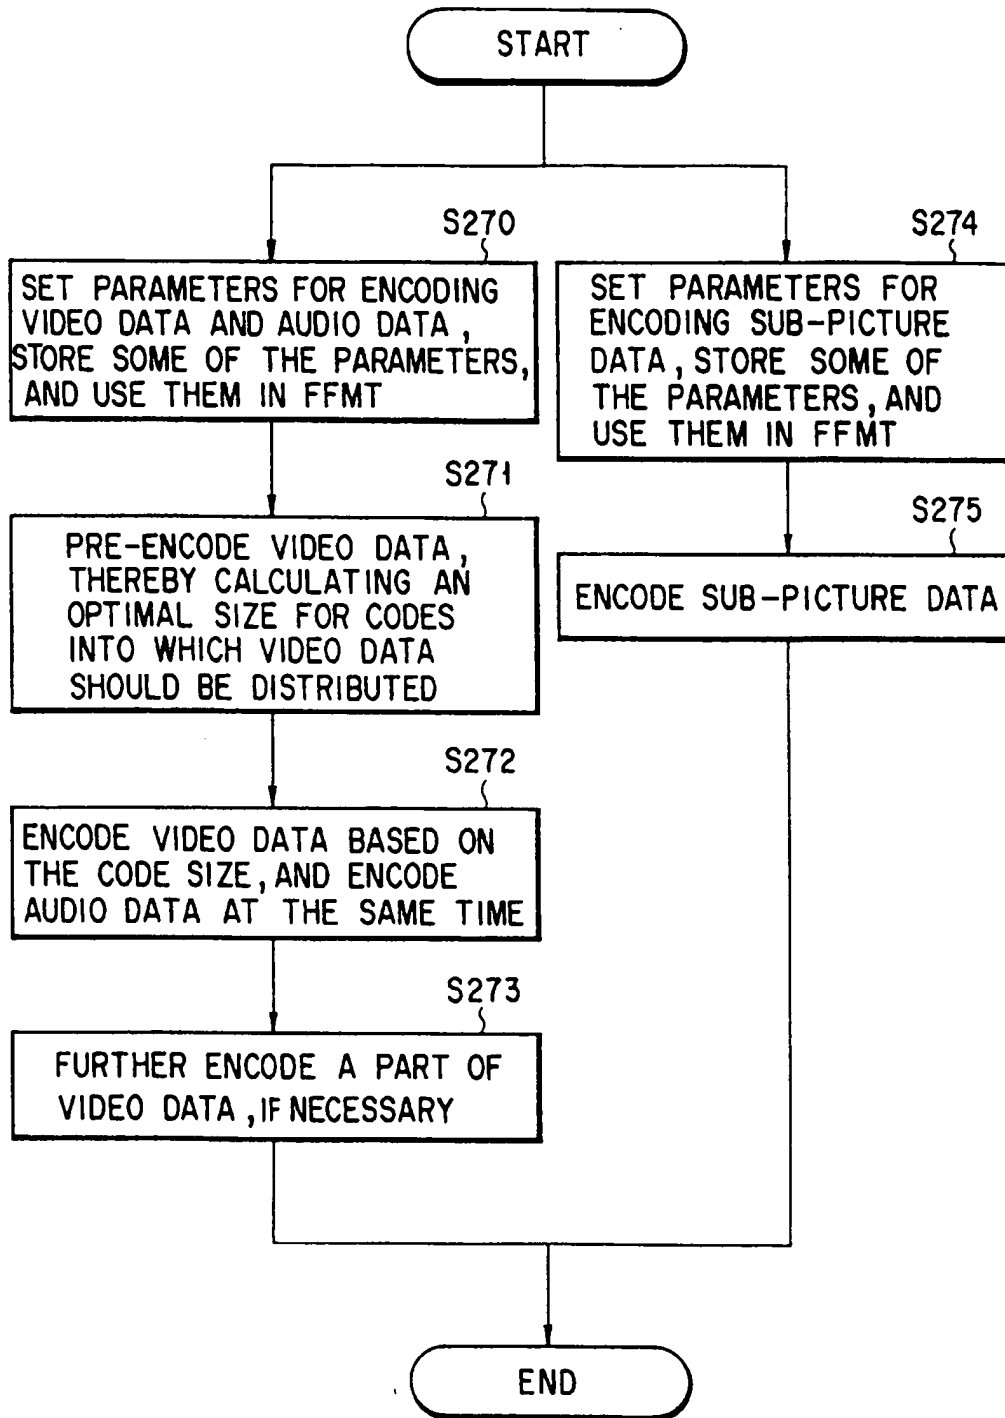 START
S270
SET PARAMETERS FOR ENCODING
VIDEO DATA AND AUDIO DATA,
STORE SOME OF THE PARAMETERS,
AND USE THEM IN FFMT
S271
PRE-ENCODE VIDEO DATA,
THEREBY CALCULATING AN
OPTIMAL SIZE FOR CODES
INTO WHICH VIDEO DATA
SHOULD BE DISTRIBUTED
S272
ENCODE VIDEO DATA BASED ON
THE CODE SIZE, AND ENCODE
AUDIO DATA AT THE SAME TIME
S273
FURTHER ENCODE A PART OF
VIDEO DATA, IF NECESSARY
S274
SET PARAMETERS FOR
ENCODING SUB-PICTURE
DATA, STORE SOME OF
THE PARAMETERS, AND
USE THEM IN FFMT
S275
ENCODE SUB-PICTURE DATA
END